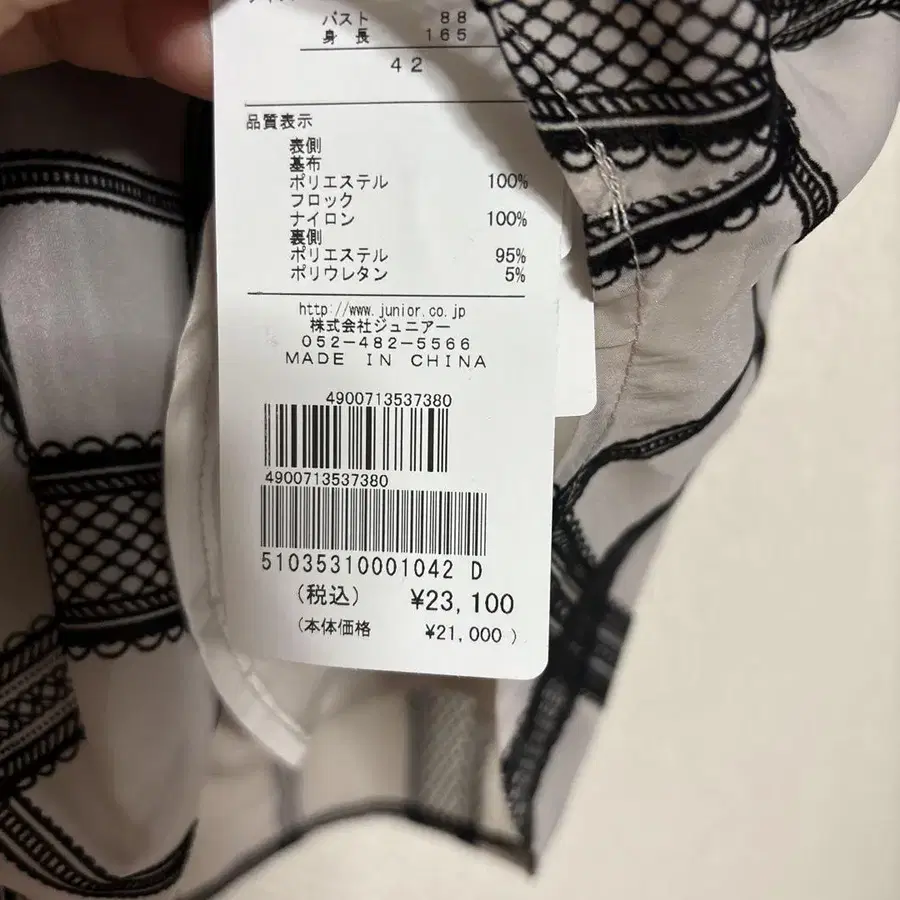 バスト 88
身長 165
42
品質表示
表側
基布
ポリエステル 100%
フロック
ナイロン 100%
裏側
ポリエステル 95%
ポリウレタン 5%
http://www.junior.co.jp
株式会社ジュニアー
052-482-5566
MADE IN CHINA
4900713537380
4900713537380
51035310001042 D
(税込) ¥23,100
(本体価格 ¥21,000)